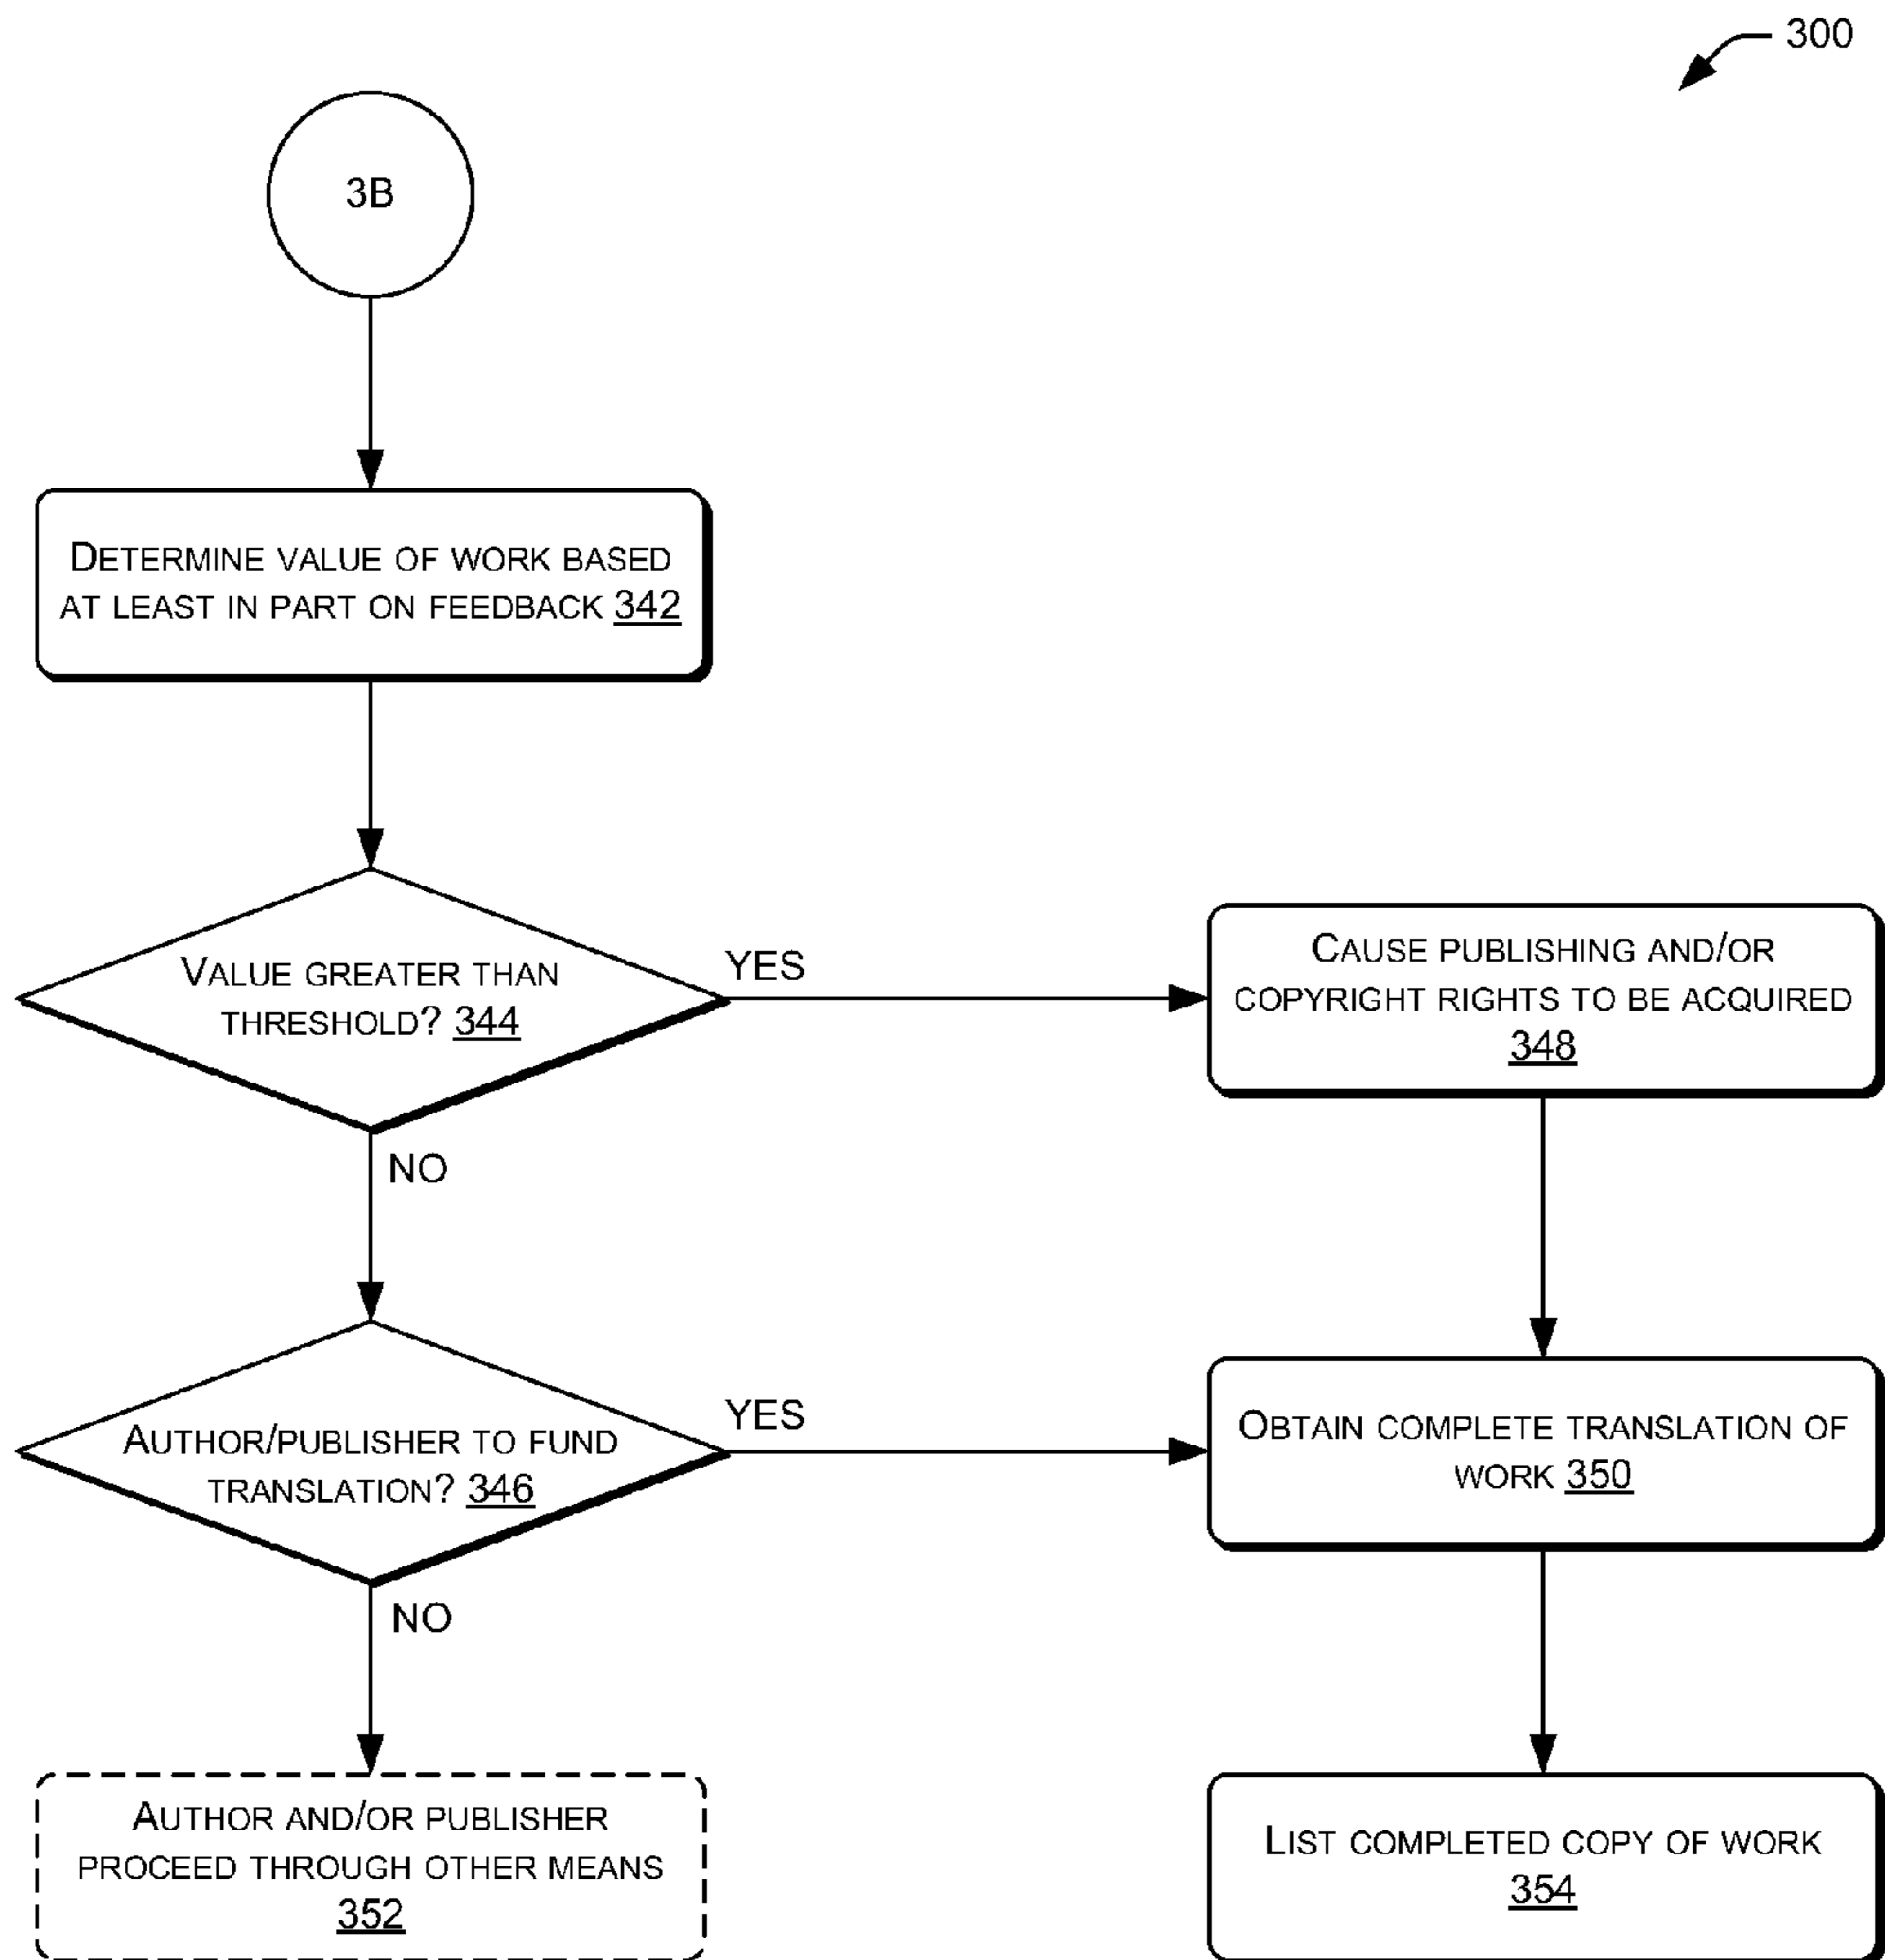 300
3B
DETERMINE VALUE OF WORK BASED
AT LEAST IN PART ON FEEDBACK 342
VALUE GREATER THAN
THRESHOLD? 344
YES
CAUSE PUBLISHING AND/OR
COPYRIGHT RIGHTS TO BE ACQUIRED
348
NO
AUTHOR/PUBLISHER TO FUND
TRANSLATION? 346
YES
OBTAIN COMPLETE TRANSLATION OF
WORK 350
NO
AUTHOR AND/OR PUBLISHER
PROCEED THROUGH OTHER MEANS
352
LIST COMPLETED COPY OF WORK
354